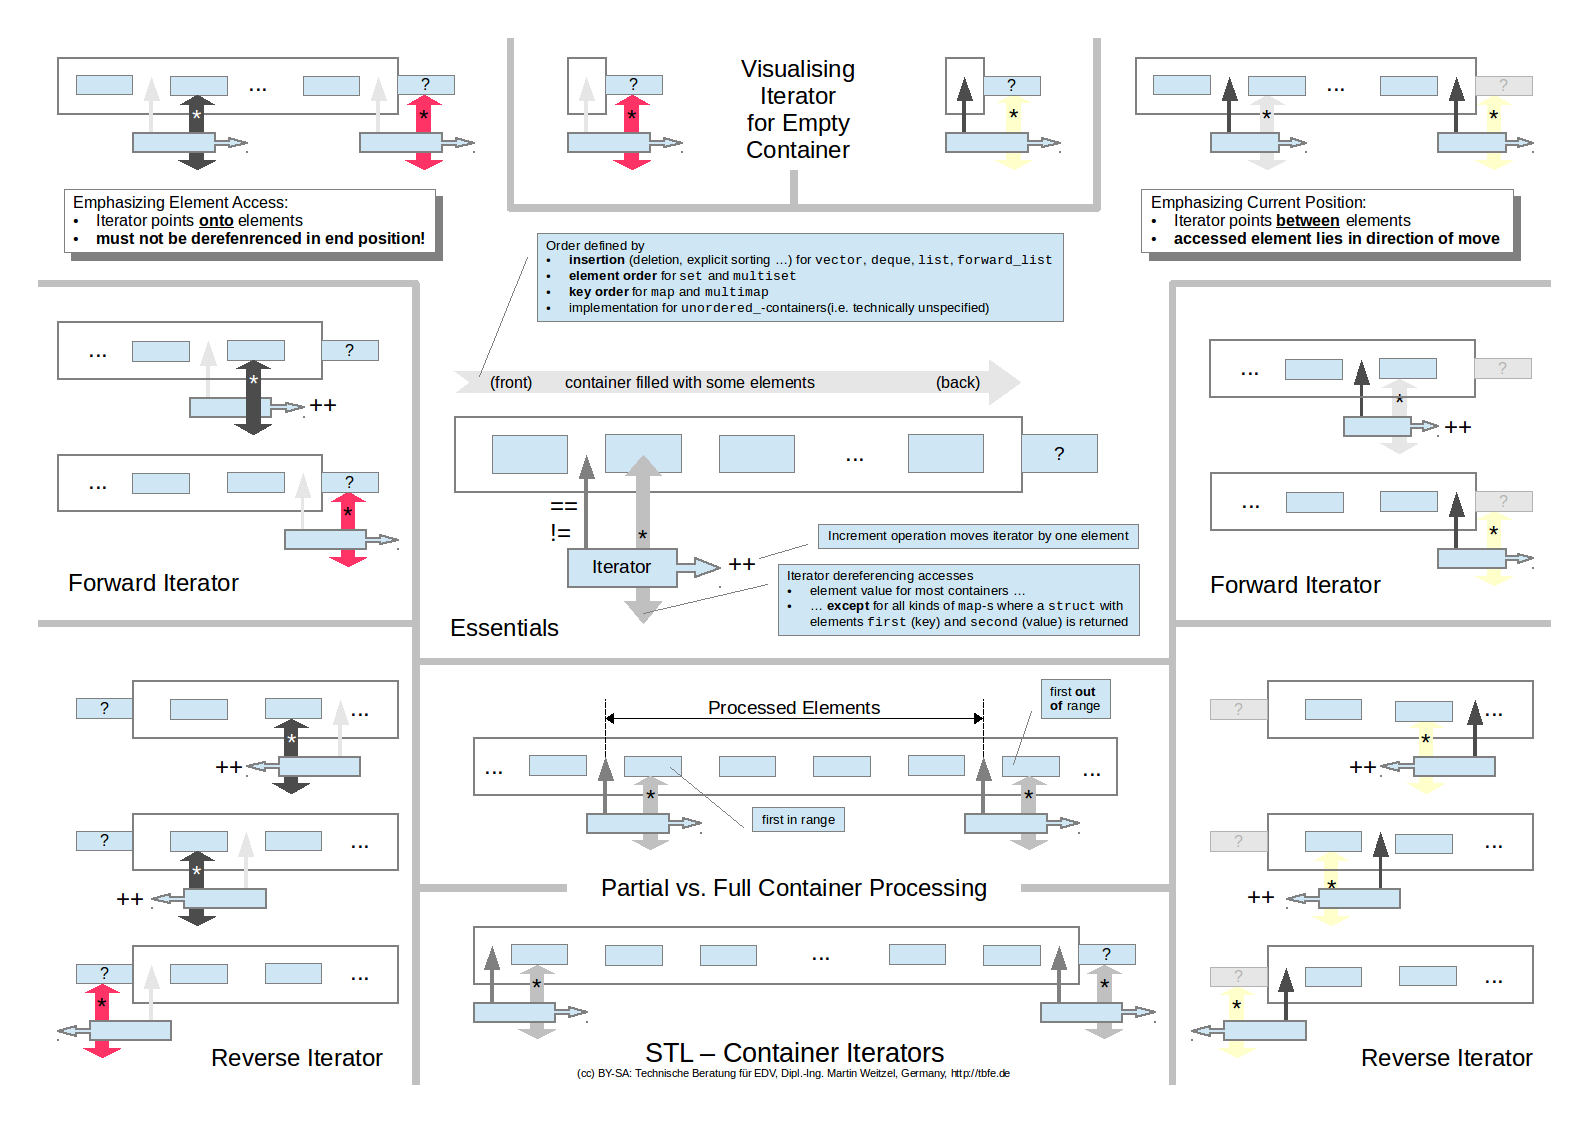 ?
...
*
*
?
*
Visualising
Iterator
for Empty
Container
?
*
...
?
*
*
Emphasizing Element Access:
• Iterator points onto elements
• must not be derefenrenced in end position!
Emphasizing Current Position:
• Iterator points between elements
• accessed element lies in direction of move
Order defined by
• insertion (deletion, explicit sorting ...) for vector, deque, list, forward_list
• element order for set and multiset
• key order for map and multimap
• implementation for unordered_-containers(i.e. technically unspecified)
...
?
*
++
...
?
*
Forward Iterator
(front) container filled with some elements (back)
...
?
==
!=
*
Iterator
++
Increment operation moves iterator by one element
Iterator dereferencing accesses
• element value for most containers ...
• ... except for all kinds of map-s where a struct with
elements first (key) and second (value) is returned
Essentials
...
?
*
++
...
?
*
Forward Iterator
?
...
*
++
?
...
*
++
?
...
*
Reverse Iterator
Processed Elements
first out
of range
...
...
*
*
first in range
Partial vs. Full Container Processing
...
?
*
*
STL – Container Iterators
(cc) BY-SA: Technische Beratung für EDV, Dipl.-Ing. Martin Weitzel, Germany, http://tbfe.de
?
...
*
++
?
...
*
++
?
...
*
Reverse Iterator